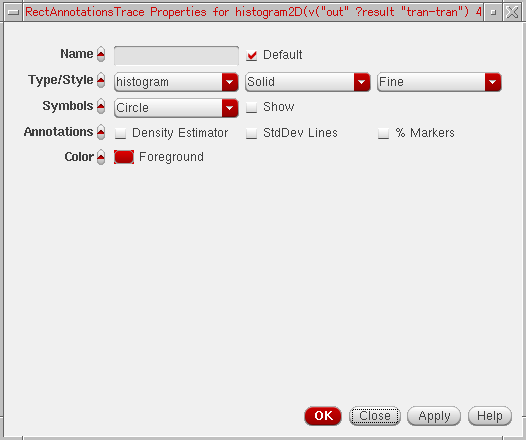 RectAnnotationsTrace Properties for histogram2D(v("out" ?result "tran-tran") 4
Name Default
Type/Style histogram Solid Fine
Symbols Circle Show
Annotations Density Estimator StdDev Lines % Markers
Color Foreground
OK Close Apply Help